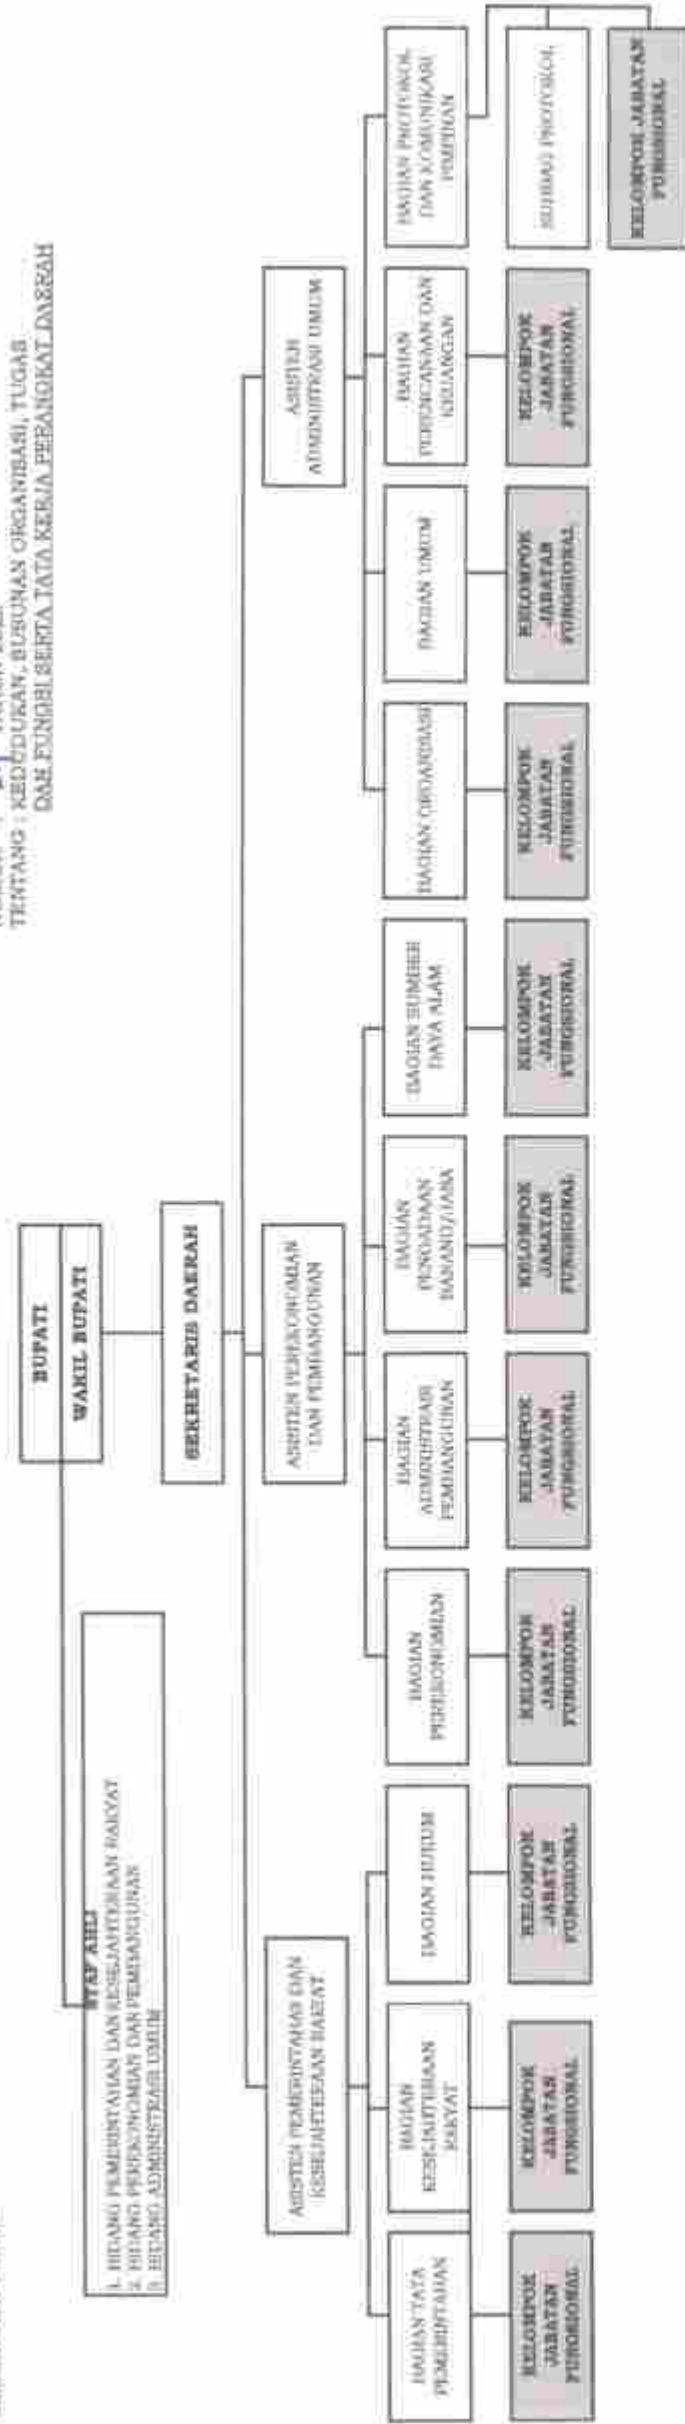 TENTANG : KEDUDUKAN, SUSUNAN ORGANISASI, TUGAS
DAN FUNGSI SERTA TATA KERJA PERANGKAT DAERAH
BUPATI
WAKIL BUPATI
STAF AHLI
1. BIDANG PEMERINTAHAN DAN KESEJAHTERAAN RAKYAT
2. BIDANG PEREKONOMIAN DAN PEMBANGUNAN
3. BIDANG ADMINISTRASI UMUM
SEKRETARIS DAERAH
ASISTEN PEMERINTAHAN DAN
KESEJAHTERAAN RAKYAT
ASISTEN PEREKONOMIAN
DAN PEMBANGUNAN
ASISTEN
ADMINISTRASI UMUM
BAGIAN TATA
PEMERINTAHAN
BAGIAN
KESEJAHTERAAN
RAKYAT
BAGIAN HUKUM
BAGIAN
PEREKONOMIAN
BAGIAN
ADMINISTRASI
PEMBANGUNAN
BAGIAN
PENGADAAN
BARANG/JASA
BAGIAN SUMBER
DAYA ALAM
BAGIAN ORGANISASI
BAGIAN UMUM
BAGIAN
PERENCANAAN DAN
KEUANGAN
BAGIAN PROTOKOL
DAN KOMUNIKASI
PIMPINAN
KELOMPOK
JABATAN
FUNGSIONAL
KELOMPOK
JABATAN
FUNGSIONAL
KELOMPOK
JABATAN
FUNGSIONAL
KELOMPOK
JABATAN
FUNGSIONAL
KELOMPOK
JABATAN
FUNGSIONAL
KELOMPOK
JABATAN
FUNGSIONAL
KELOMPOK
JABATAN
FUNGSIONAL
KELOMPOK
JABATAN
FUNGSIONAL
KELOMPOK
JABATAN
FUNGSIONAL
KELOMPOK
JABATAN
FUNGSIONAL
SUBBAG PROTOKOL
KELOMPOK JABATAN
FUNGSIONAL